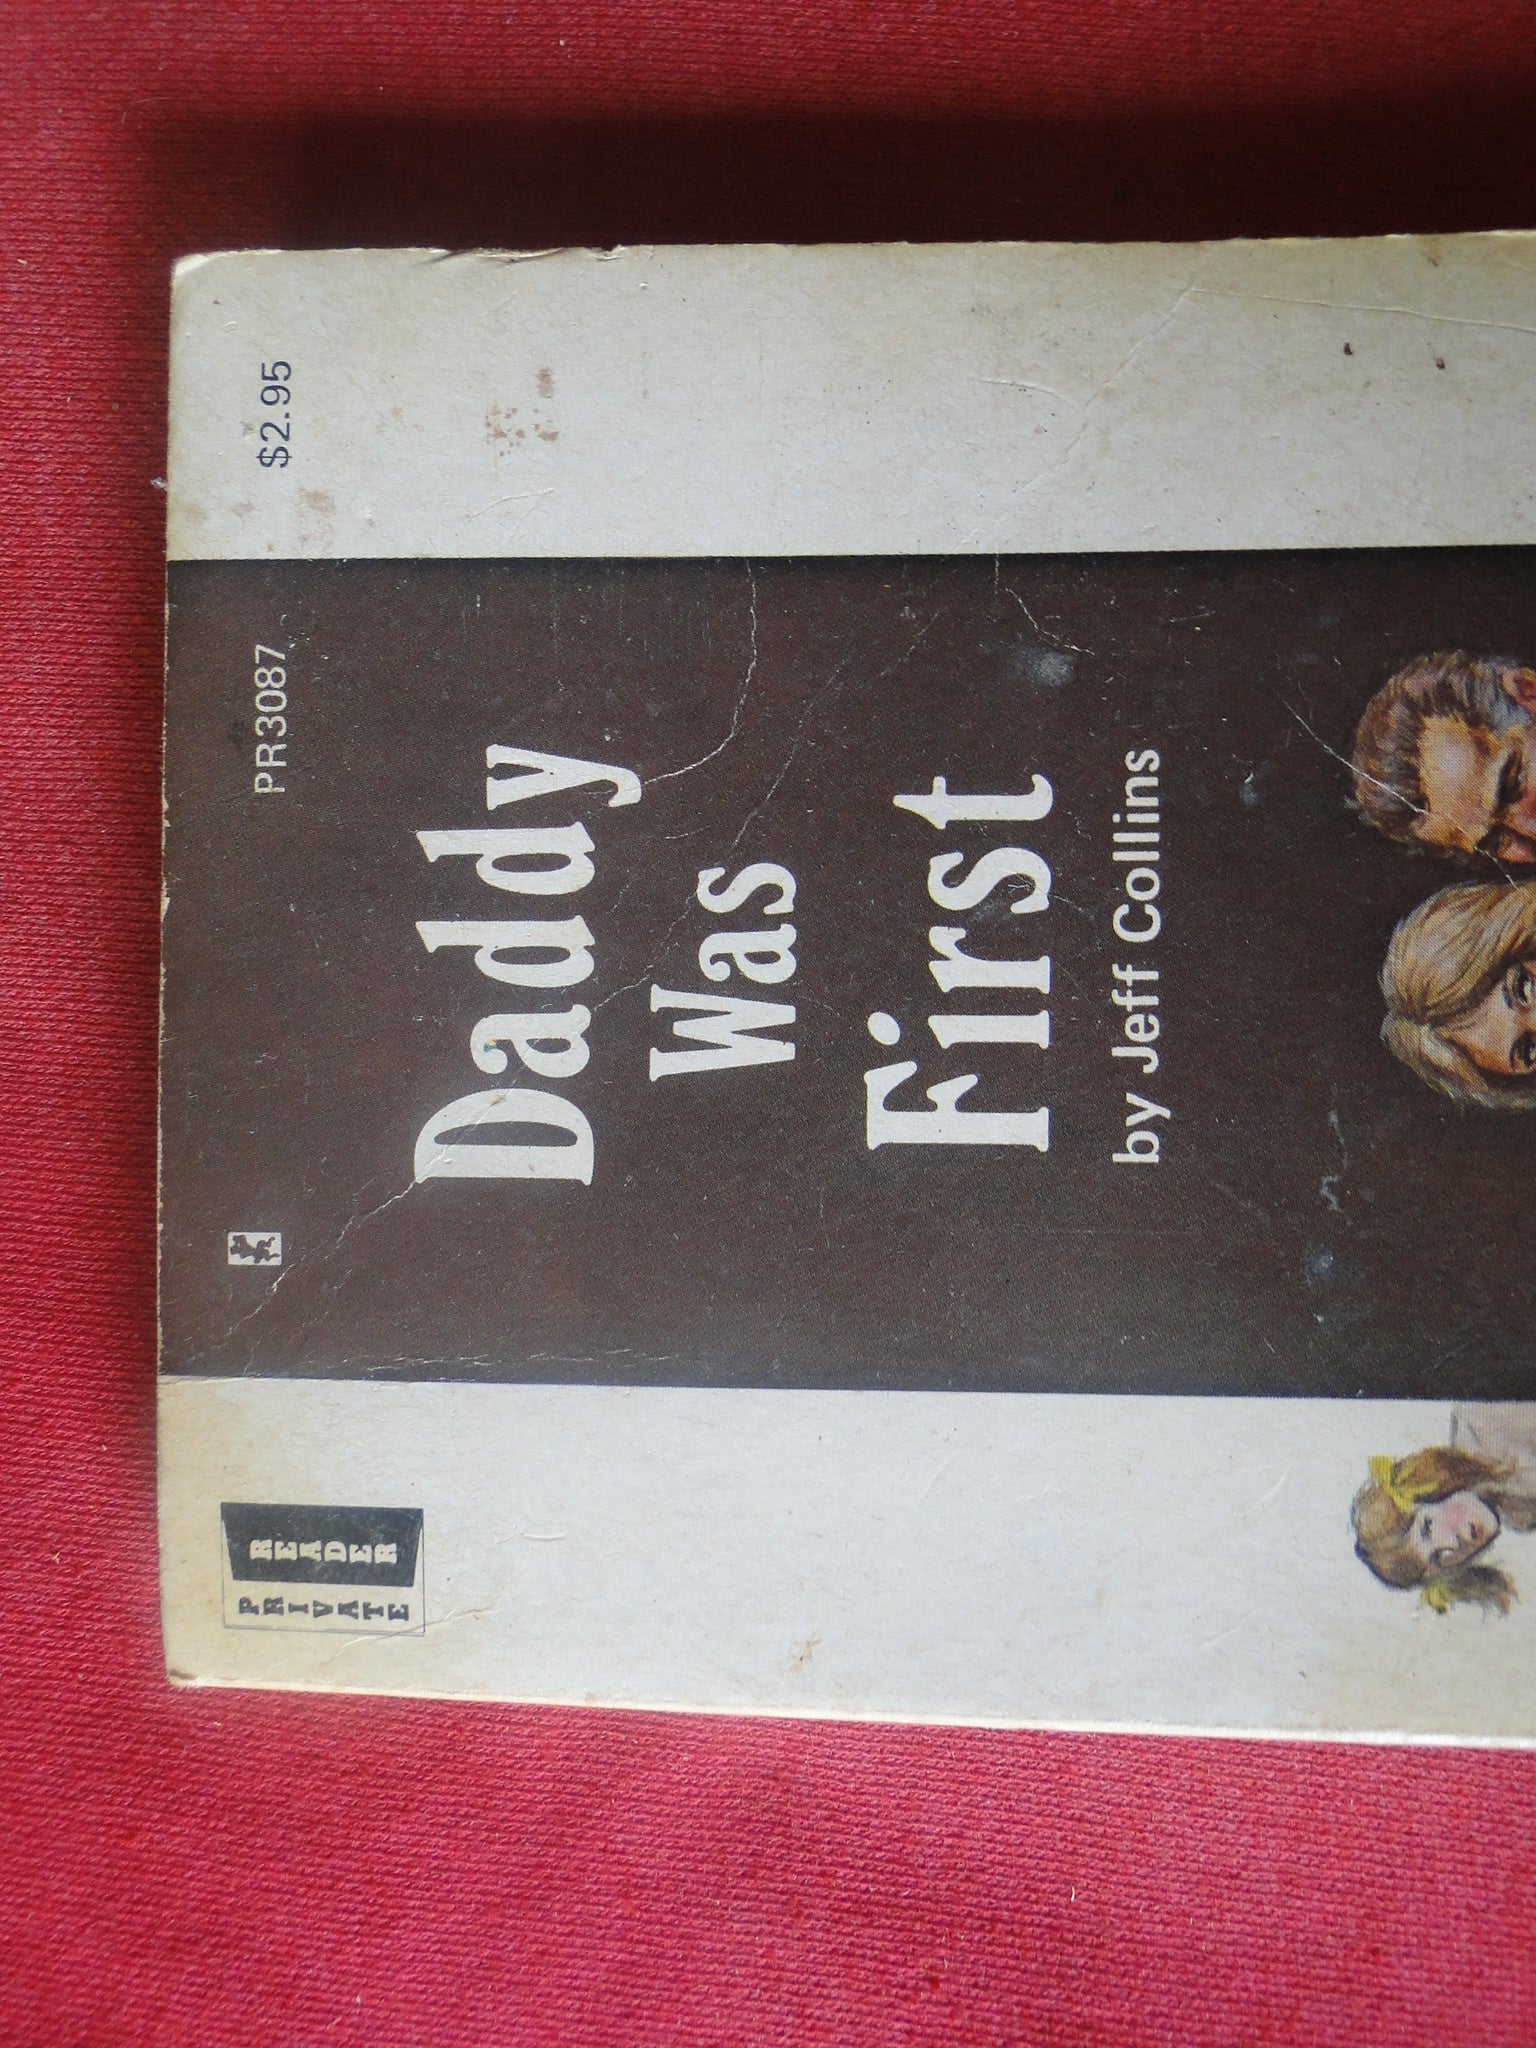 PRIVATE
READER
PR3087
$2.95
Daddy
Was
First
by Jeff Collins